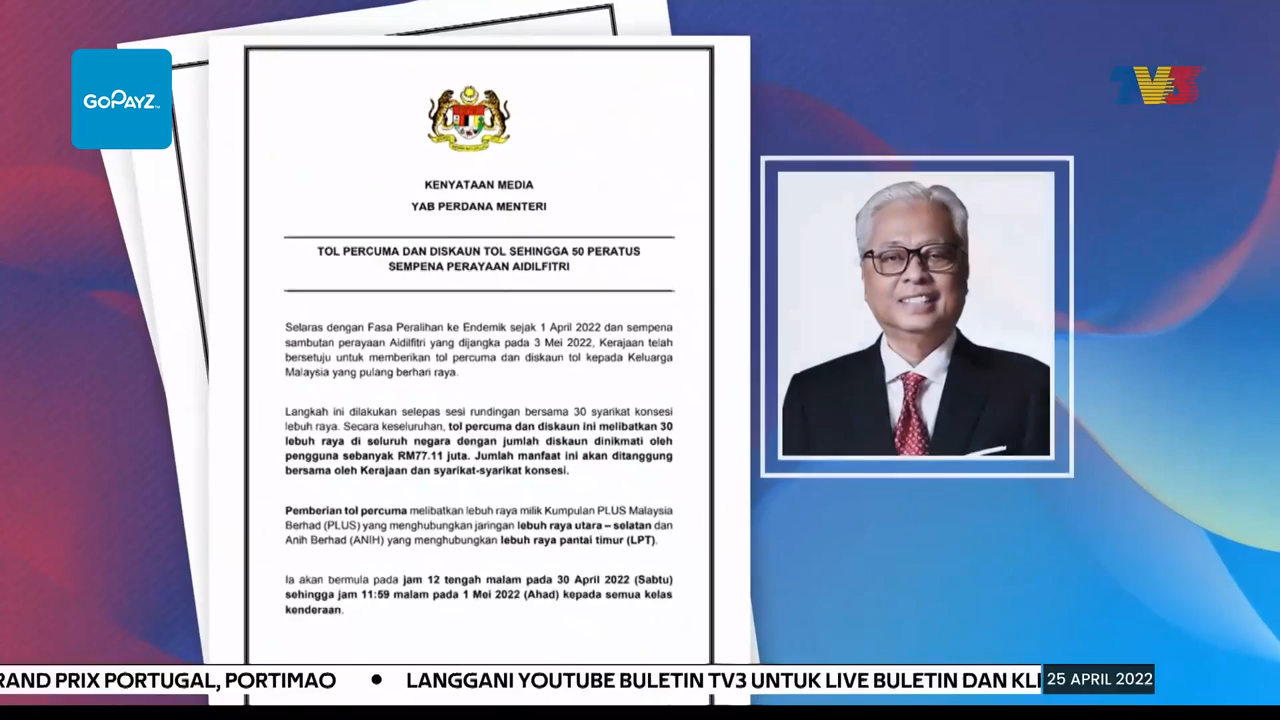 GOPAYZ
TV3
KENYATAAN MEDIA
YAB PERDANA MENTERI
TOL PERCUMA DAN DISKAUN TOL SEHINGGA 50 PERATUS
SEMPENA PERAYAAN AIDILFITRI
Selaras dengan Fasa Peralihan ke Endemik sejak 1 April 2022 dan sempena
sambutan perayaan Aidilfitri yang dijangka pada 3 Mei 2022, Kerajaan telah
bersetuju untuk memberikan tol percuma dan diskaun tol kepada Keluarga
Malaysia yang pulang berhari raya.
Langkah ini dilakukan selepas sesi rundingan bersama 30 syarikat konsesi
lebuh raya. Secara keseluruhan, tol percuma dan diskaun ini melibatkan 30
lebuh raya di seluruh negara dengan jumlah diskaun dinikmati oleh
pengguna sebanyak RM77.11 juta. Jumlah manfaat ini akan ditanggung
bersama oleh Kerajaan dan syarikat-syarikat konsesi.
Pemberian tol percuma melibatkan lebuh raya milik Kumpulan PLUS Malaysia
Berhad (PLUS) yang menghubungkan jaringan lebuh raya utara – selatan dan
Anih Berhad (ANIH) yang menghubungkan lebuh raya pantai timur (LPT).
Ia akan bermula pada jam 12 tengah malam pada 30 April 2022 (Sabtu)
sehingga jam 11:59 malam pada 1 Mei 2022 (Ahad) kepada semua kelas
kenderaan.
RAND PRIX PORTUGAL, PORTIMAO • LANGGANI YOUTUBE BULETIN TV3 UNTUK LIVE BULETIN DAN KLI
25 APRIL 2022